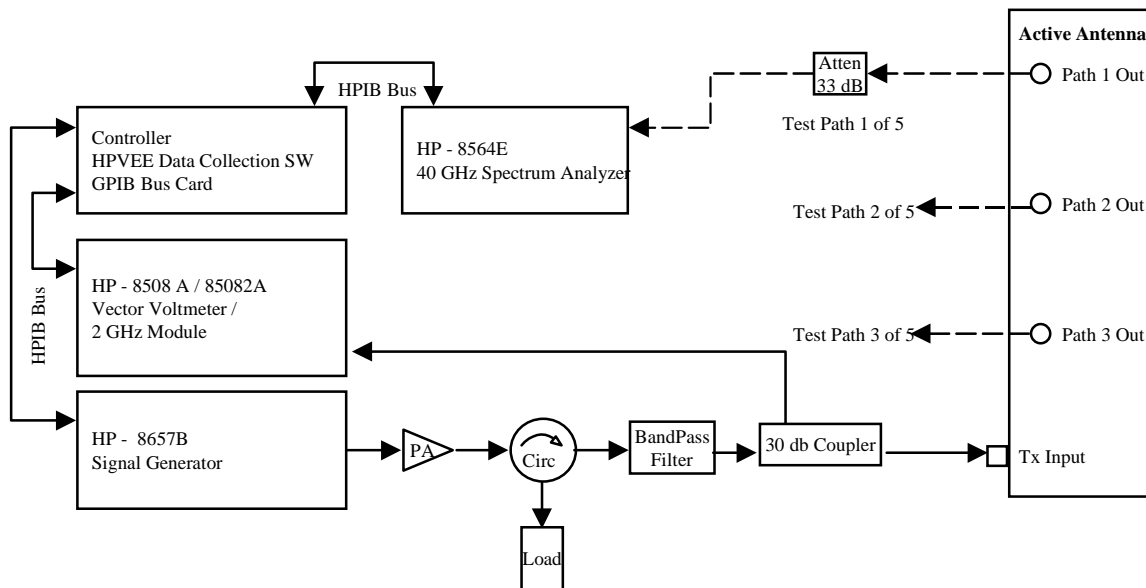 Active Antenna
Atten
33 dB
Path 1 Out
HPIB Bus
Test Path 1 of 5
Controller
HPVEE Data Collection SW
GPIB Bus Card
HP - 8564E
40 GHz Spectrum Analyzer
Test Path 2 of 5
Path 2 Out
HP - 8508 A / 85082A
Vector Voltmeter /
2 GHz Module
HPIB Bus
Test Path 3 of 5
Path 3 Out
HP - 8657B
Signal Generator
PA
Circ
BandPass
Filter
30 db Coupler
Tx Input
Load